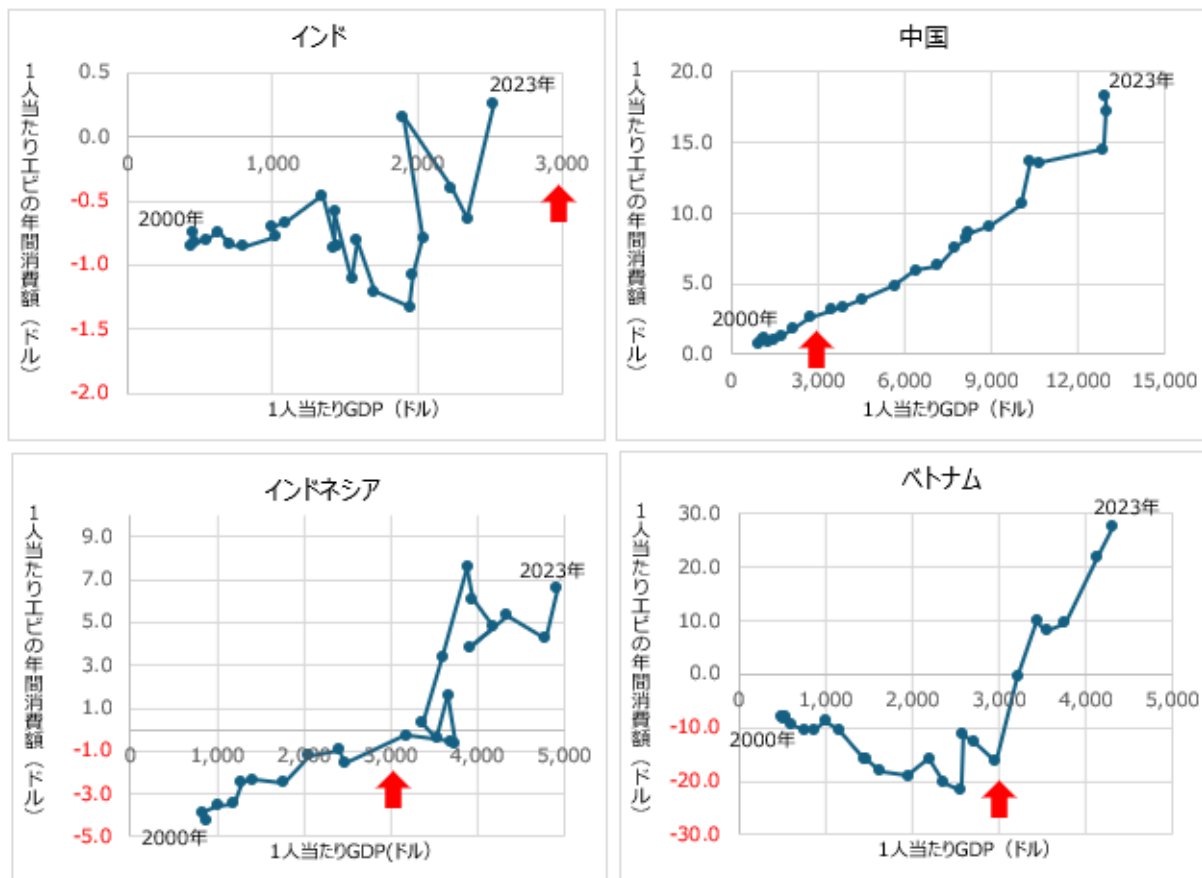 インド
1人当たりエビの年間消費額（ドル）
0.5
0.0
-0.5
-1.0
-1.5
-2.0
0
1,000
2,000
3,000
2000年
2023年
1人当たりGDP（ドル）
中国
1人当たりエビの年間消費額（ドル）
20.0
15.0
10.0
5.0
0.0
0
3,000
6,000
9,000
12,000
15,000
2000年
2023年
1人当たりGDP（ドル）
インドネシア
1人当たりエビの年間消費額（ドル）
9.0
7.0
5.0
3.0
1.0
-1.0
-3.0
-5.0
0
1,000
2,000
3,000
4,000
5,000
2000年
2023年
1人当たりGDP(ドル)
ベトナム
1人当たりエビの年間消費額（ドル）
30.0
20.0
10.0
0.0
-10.0
-20.0
-30.0
0
1,000
2,000
3,000
4,000
5,000
2000年
2023年
1人当たりGDP（ドル）